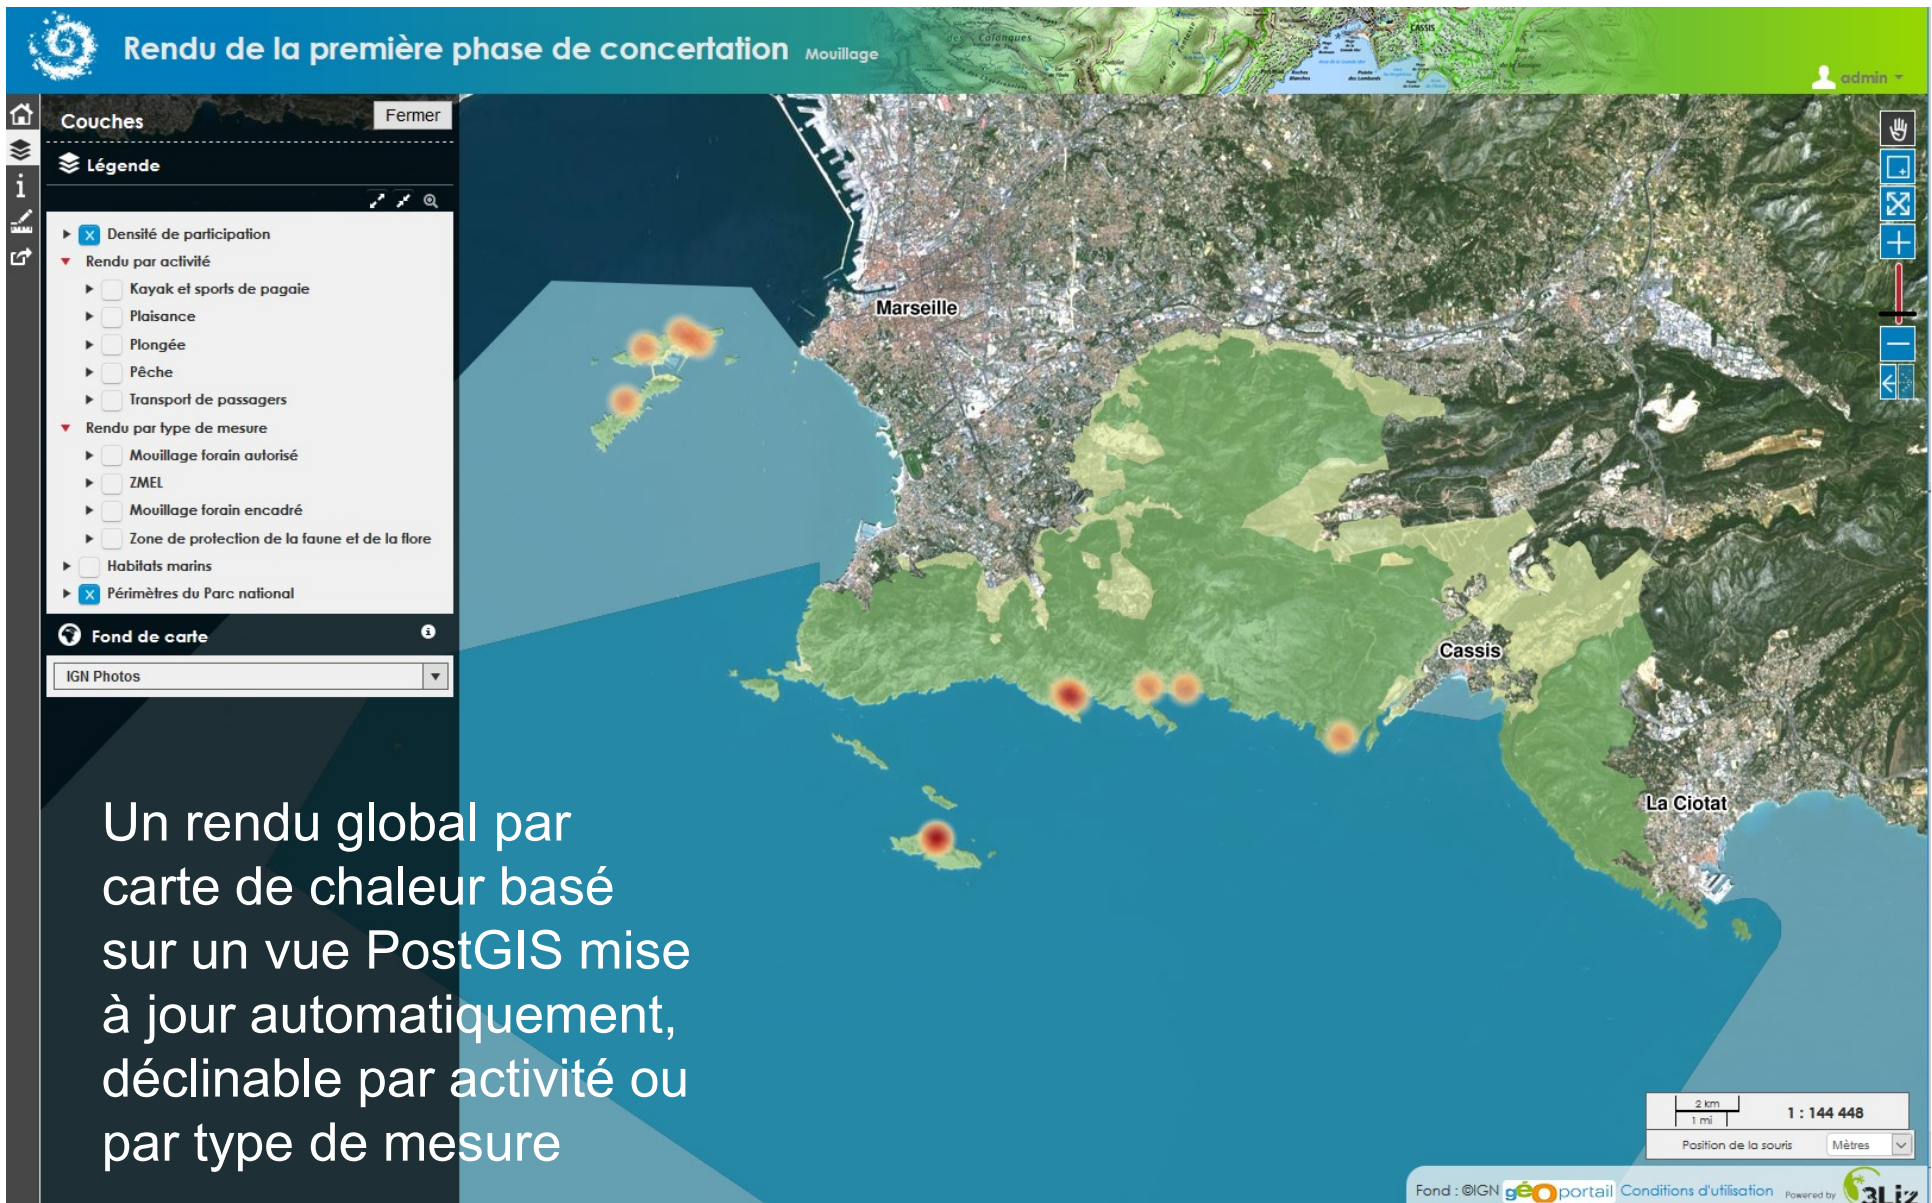 Rendu de la première phase de concertation Mouillage
admin
Couches
Fermer
Légende
Densité de participation
Rendu par activité
Kayak et sports de pagaie
Plaisance
Plongée
Pêche
Transport de passagers
Rendu par type de mesure
Mouillage forain autorisé
ZMEL
Mouillage forain encadré
Zone de protection de la faune et de la flore
Habitats marins
Périmètres du Parc national
Fond de carte
IGN Photos
CASSIS
des Calanques
Marseille
Cassis
La Ciotat
Un rendu global par
carte de chaleur basé
sur un vue PostGIS mise
à jour automatiquement,
déclinable par activité ou
par type de mesure
2 km
1 mi
1 : 144 448
Position de la souris
Mètres
Fond : ©IGN géoportail Conditions d'utilisation Powered by 3Liz